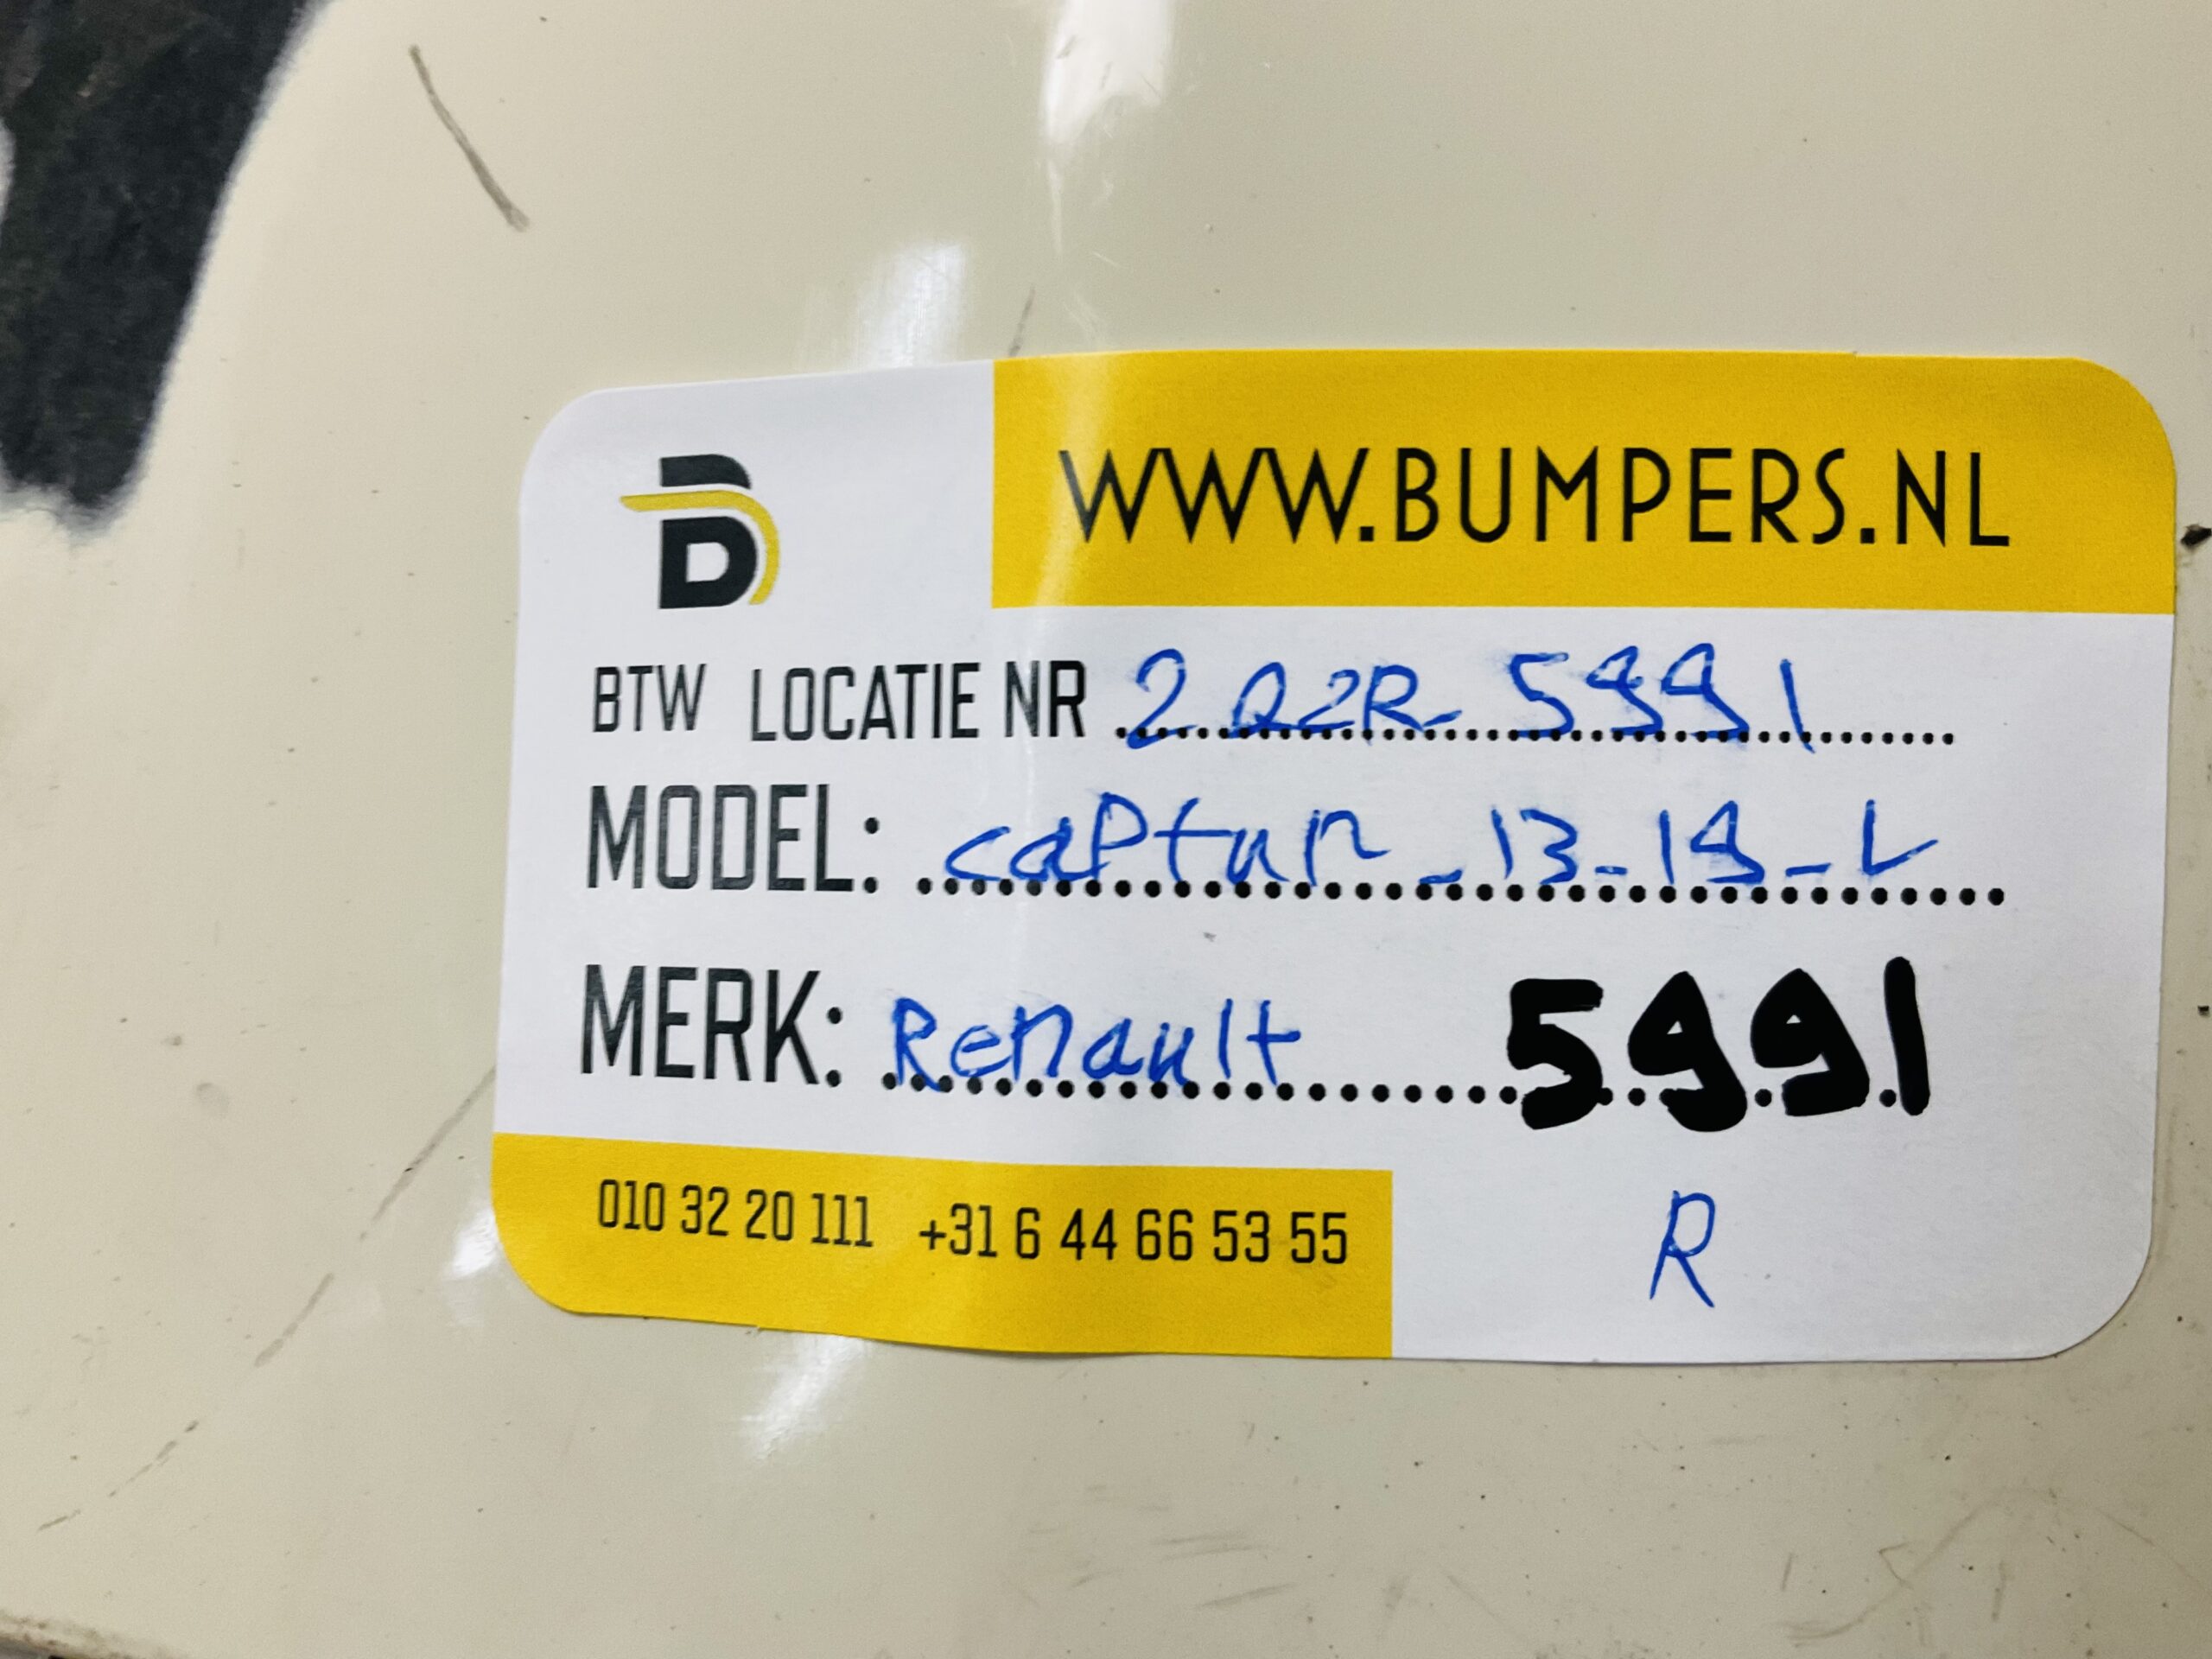 B
WWW.BUMPERS.NL
BTW LOCATIE NR 2 Q2R-5991
MODEL: captur-13-19-L
MERK: Renault 5991
010 32 20 111 +31 6 44 66 53 55
R